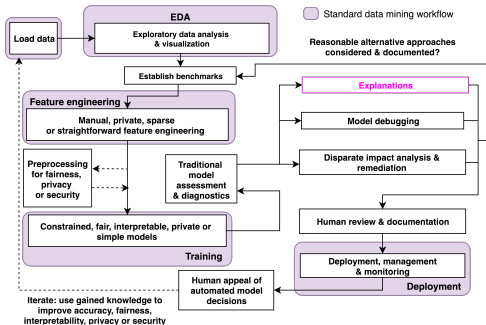 Standard data mining workflow
EDA
Load data
Exploratory data analysis
& visualization
Reasonable alternative approaches
considered & documented?
Establish benchmarks
Feature engineering
Explanations
Manual, private, sparse
or straightforward feature engineering
Model debugging
Preprocessing
for fairness,
privacy
or security
Traditional
model
assessment
& diagnostics
Disparate impact analysis &
remediation
Constrained, fair, interpretable, private or
simple models
Training
Human review & documentation
Deployment, management
& monitoring
Deployment
Human appeal of
automated model
decisions
Iterate: use gained knowledge to
improve accuracy, fairness,
interpretability, privacy or security